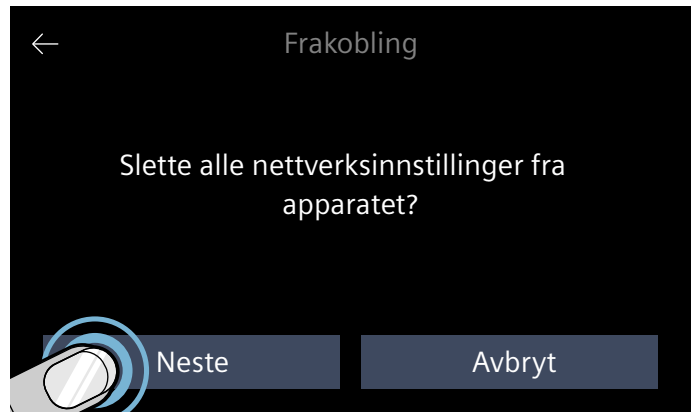 Frakobling
Slette alle nettverksinnstillinger fra
apparatet?
Neste
Avbryt